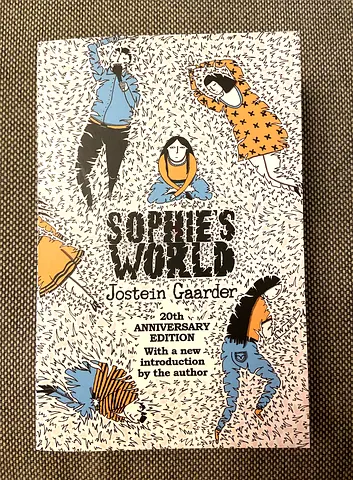 SOPHIE'S
WORLD
Jostein Gaarder
20th
ANNIVERSARY
EDITION
With a new
introduction
by the author